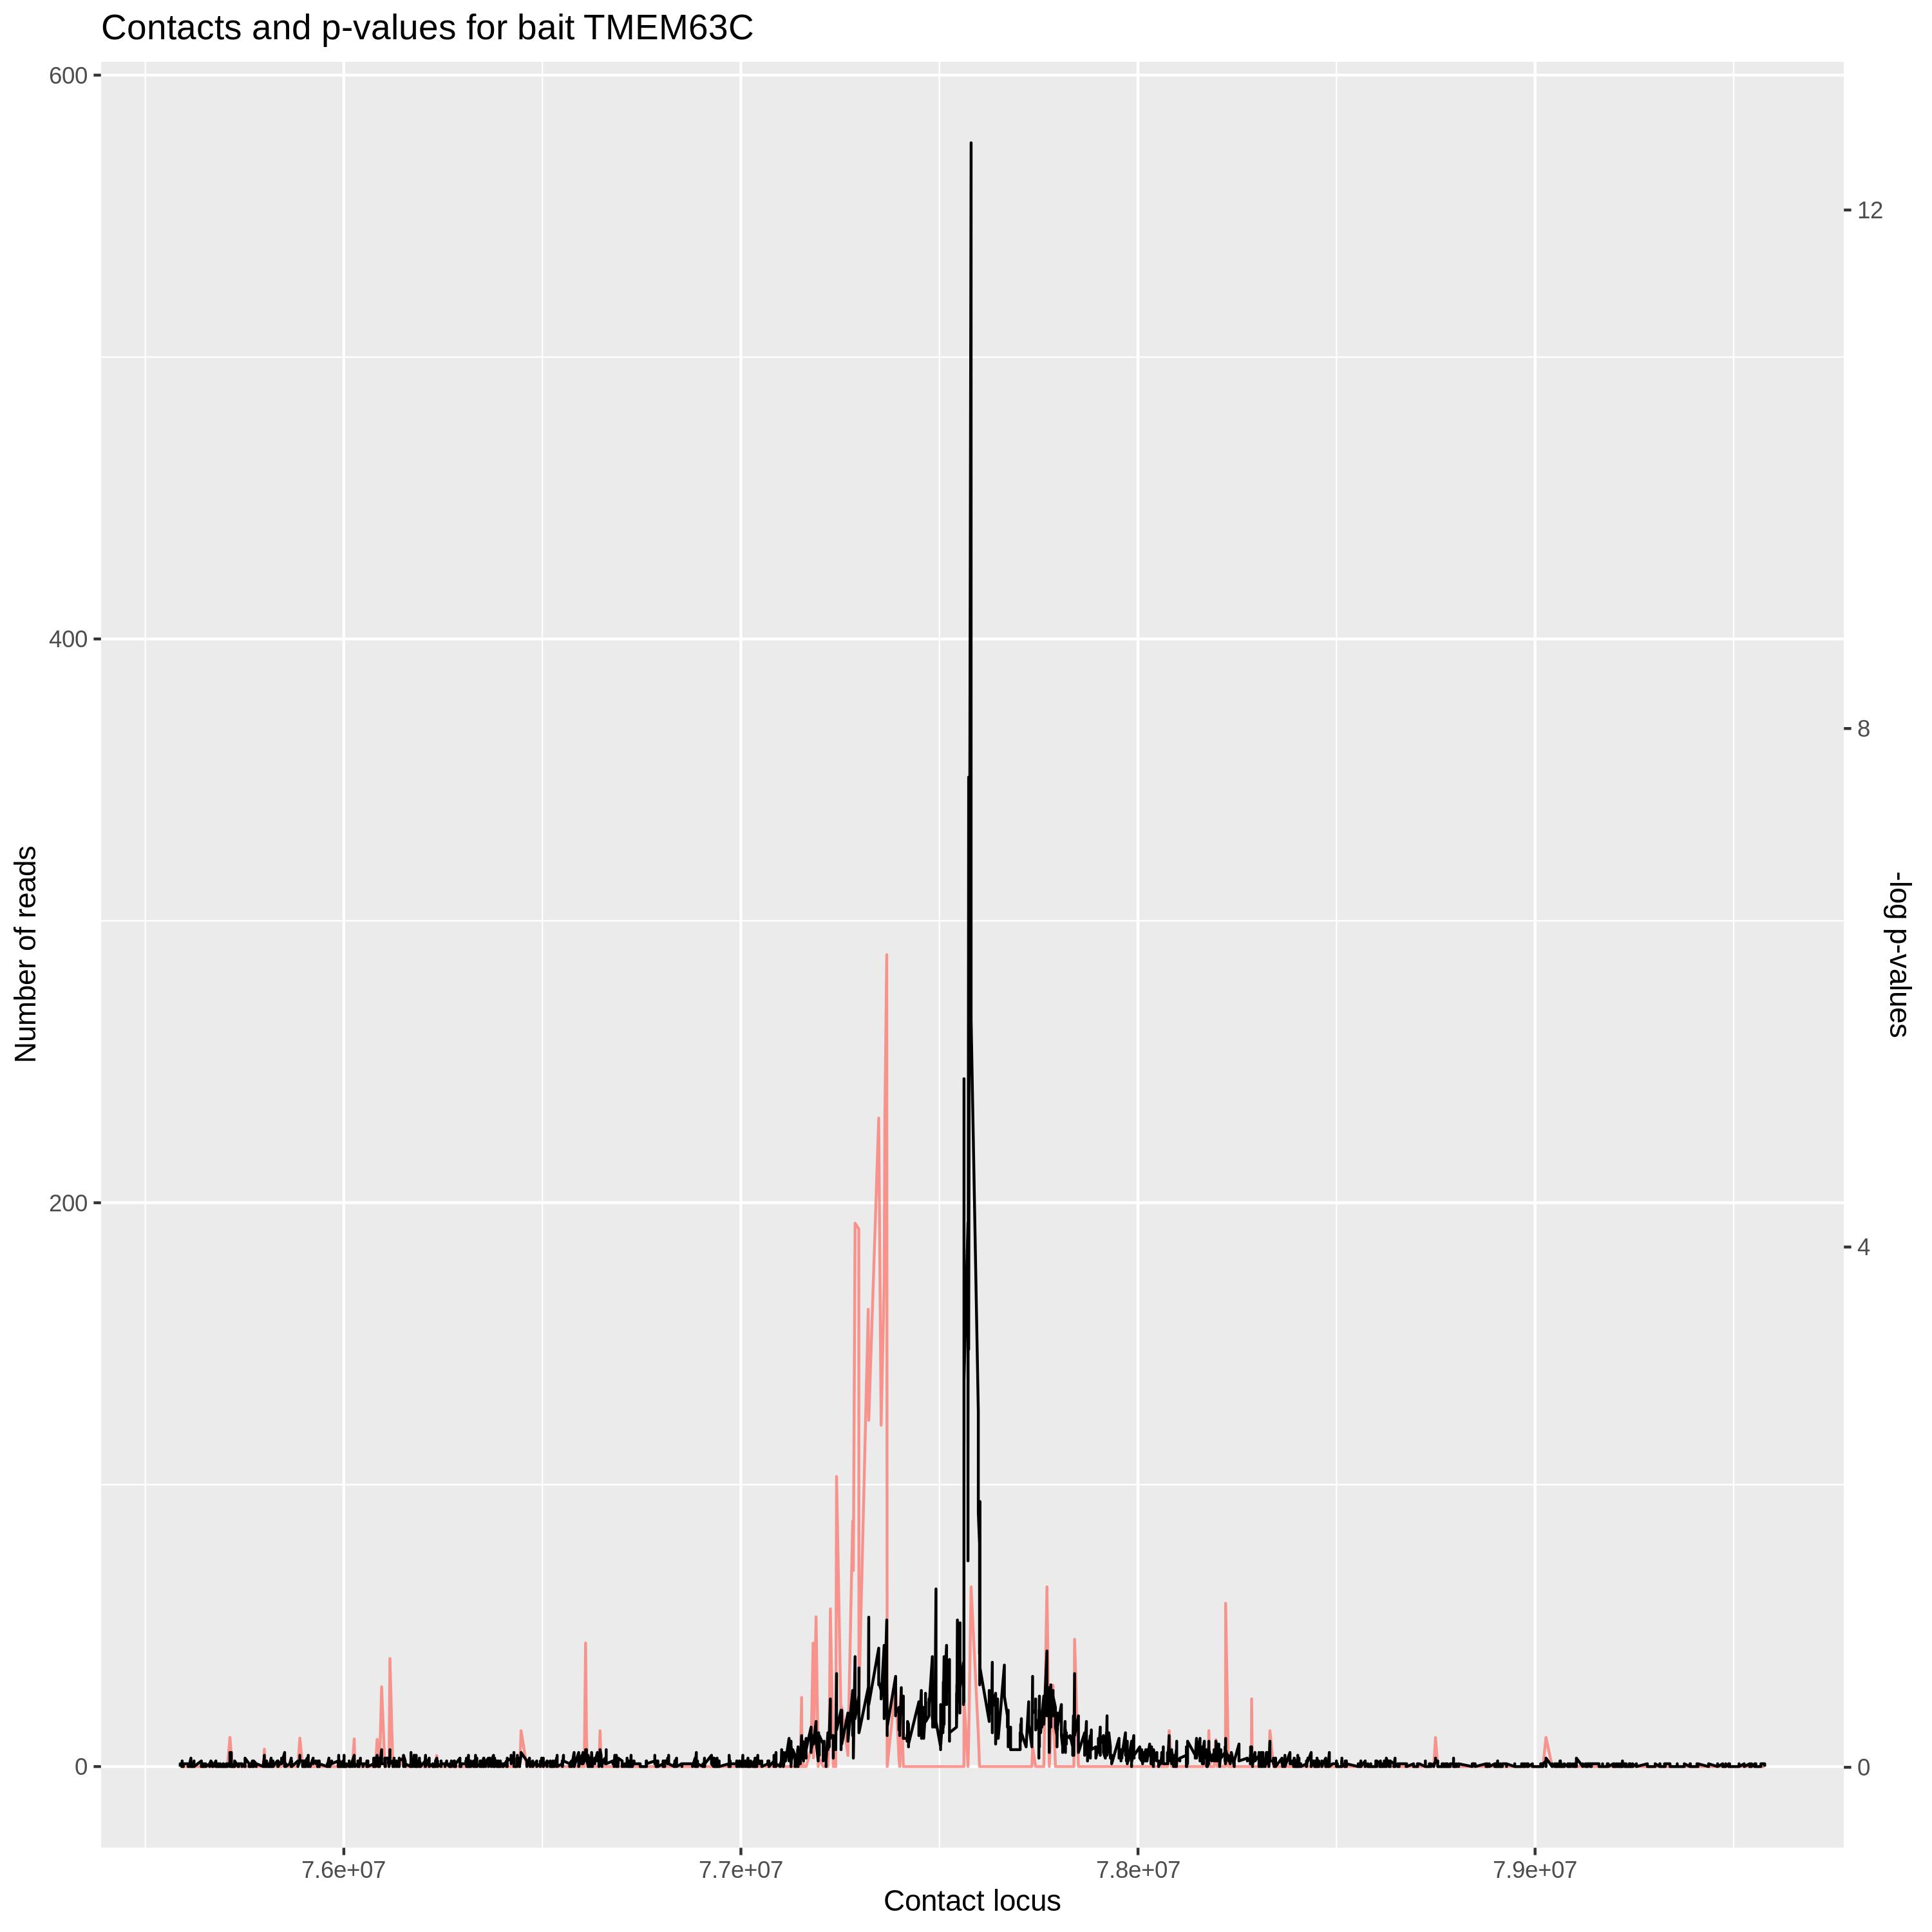 Contacts and p-values for bait TMEM63C
600
400
200
0
Number of reads
12
8
4
0
-log p-values
7.6e+07
7.7e+07
7.8e+07
7.9e+07
Contact locus